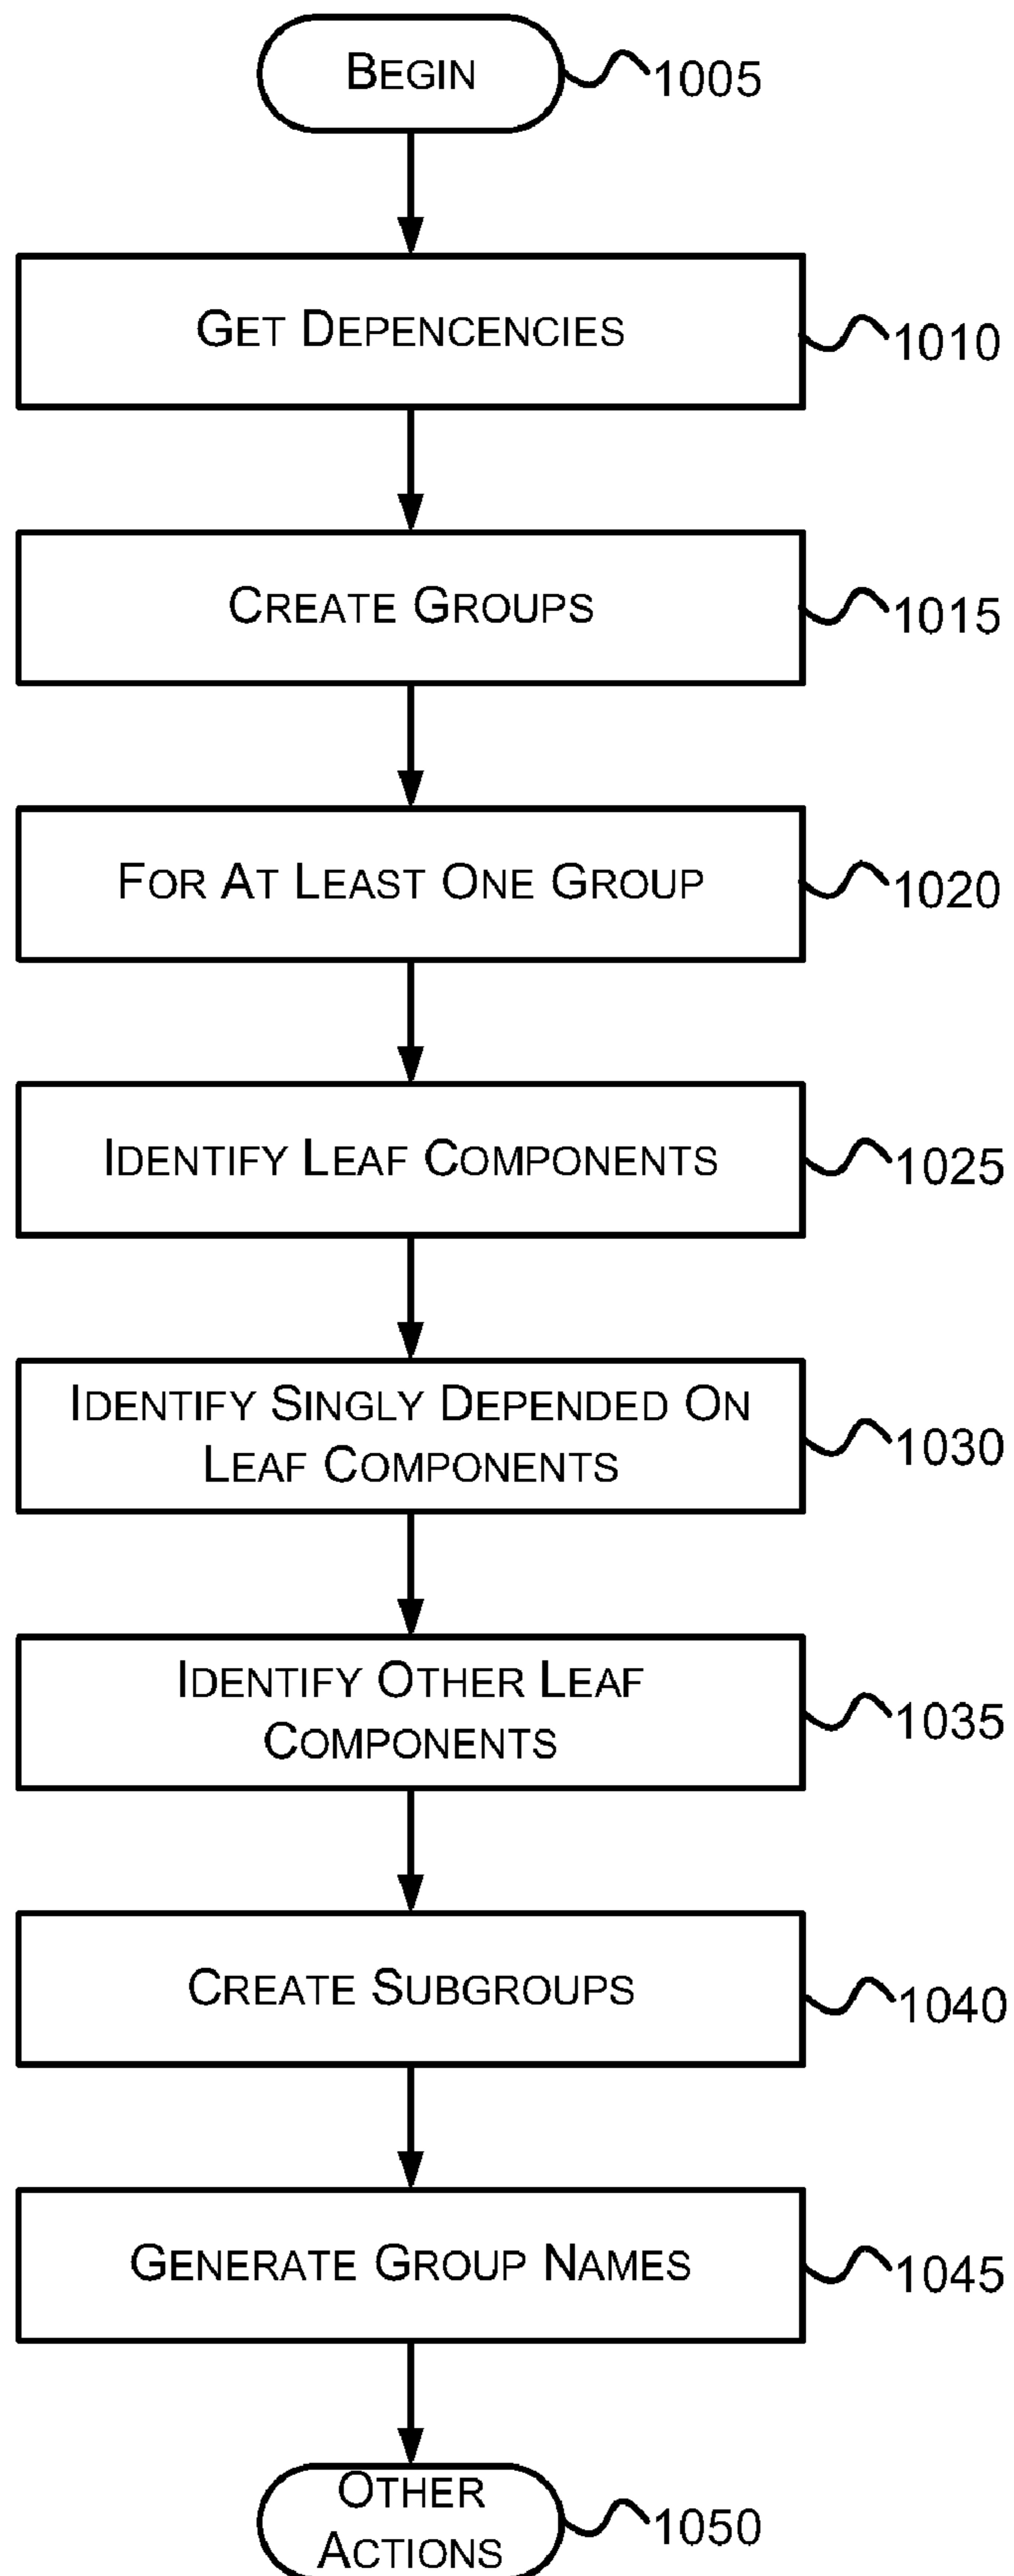 BEGIN
1005
GET DEPENCENCIES
1010
CREATE GROUPS
1015
FOR AT LEAST ONE GROUP
1020
IDENTIFY LEAF COMPONENTS
1025
IDENTIFY SINGLY DEPENDED ON
LEAF COMPONENTS
1030
IDENTIFY OTHER LEAF
COMPONENTS
1035
CREATE SUBGROUPS
1040
GENERATE GROUP NAMES
1045
OTHER
ACTIONS
1050